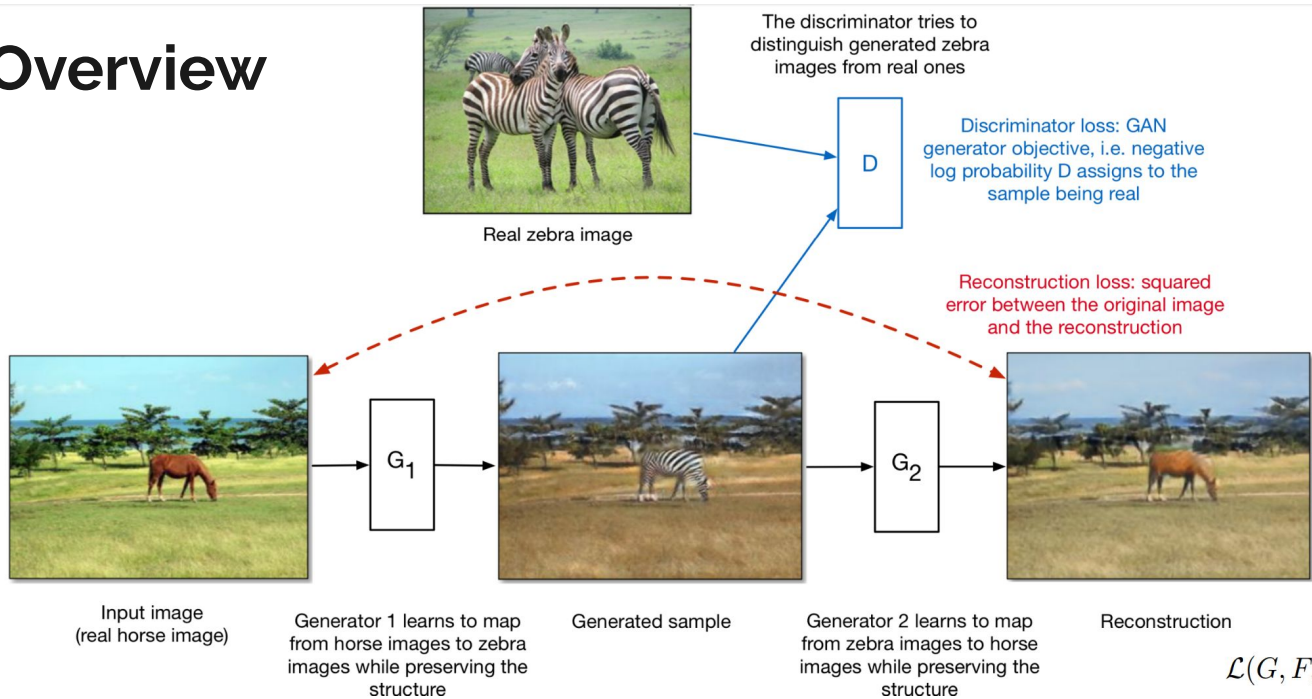 Overview
The discriminator tries to
distinguish generated zebra
images from real ones
D
Discriminator loss: GAN
generator objective, i.e. negative
log probability D assigns to the
sample being real
Real zebra image
Reconstruction loss: squared
error between the original image
and the reconstruction
G₁
G₂
Input image
(real horse image)
Generator 1 learns to map
from horse images to zebra
images while preserving the
structure
Generated sample
Generator 2 learns to map
from zebra images to horse
images while preserving the
structure
Reconstruction
ℒ(G, F